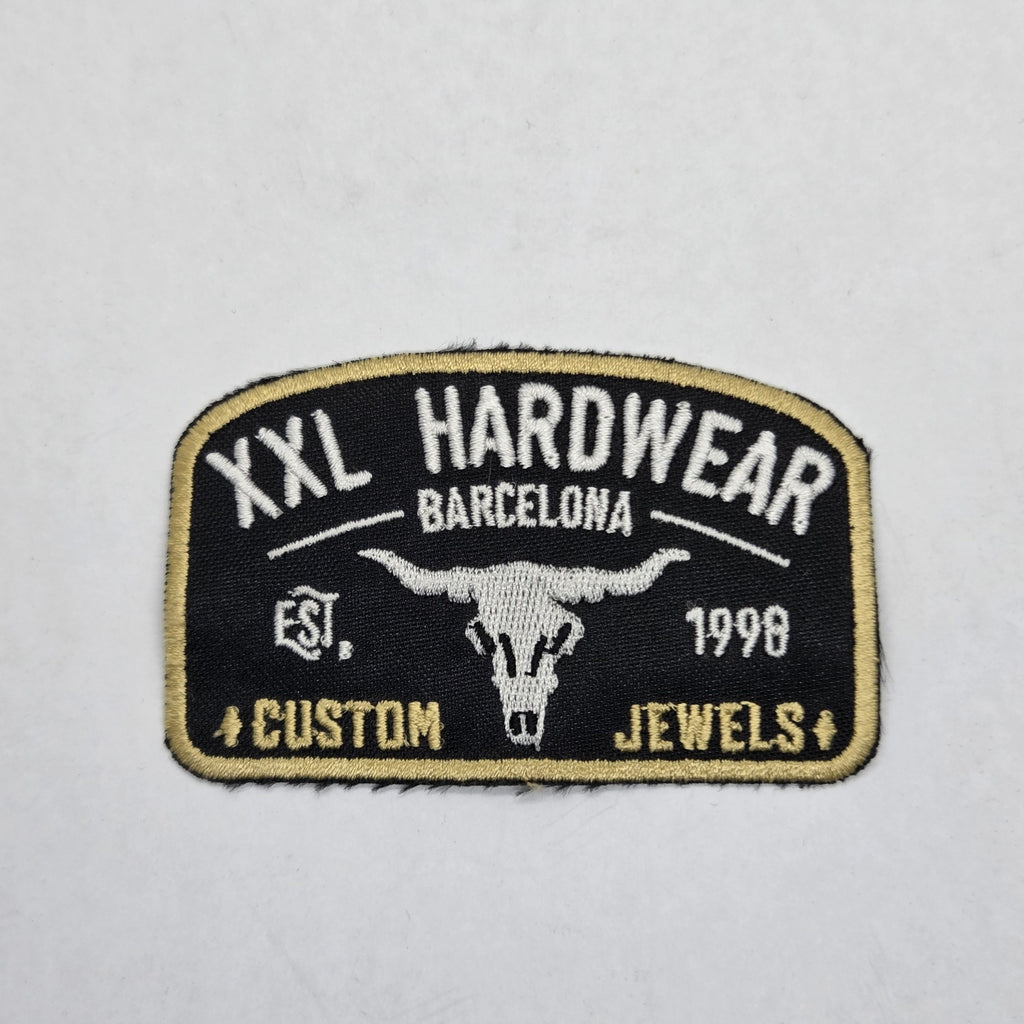 XXL HARDWEAR
BARCELONA
EST. 1998
CUSTOM JEWELS